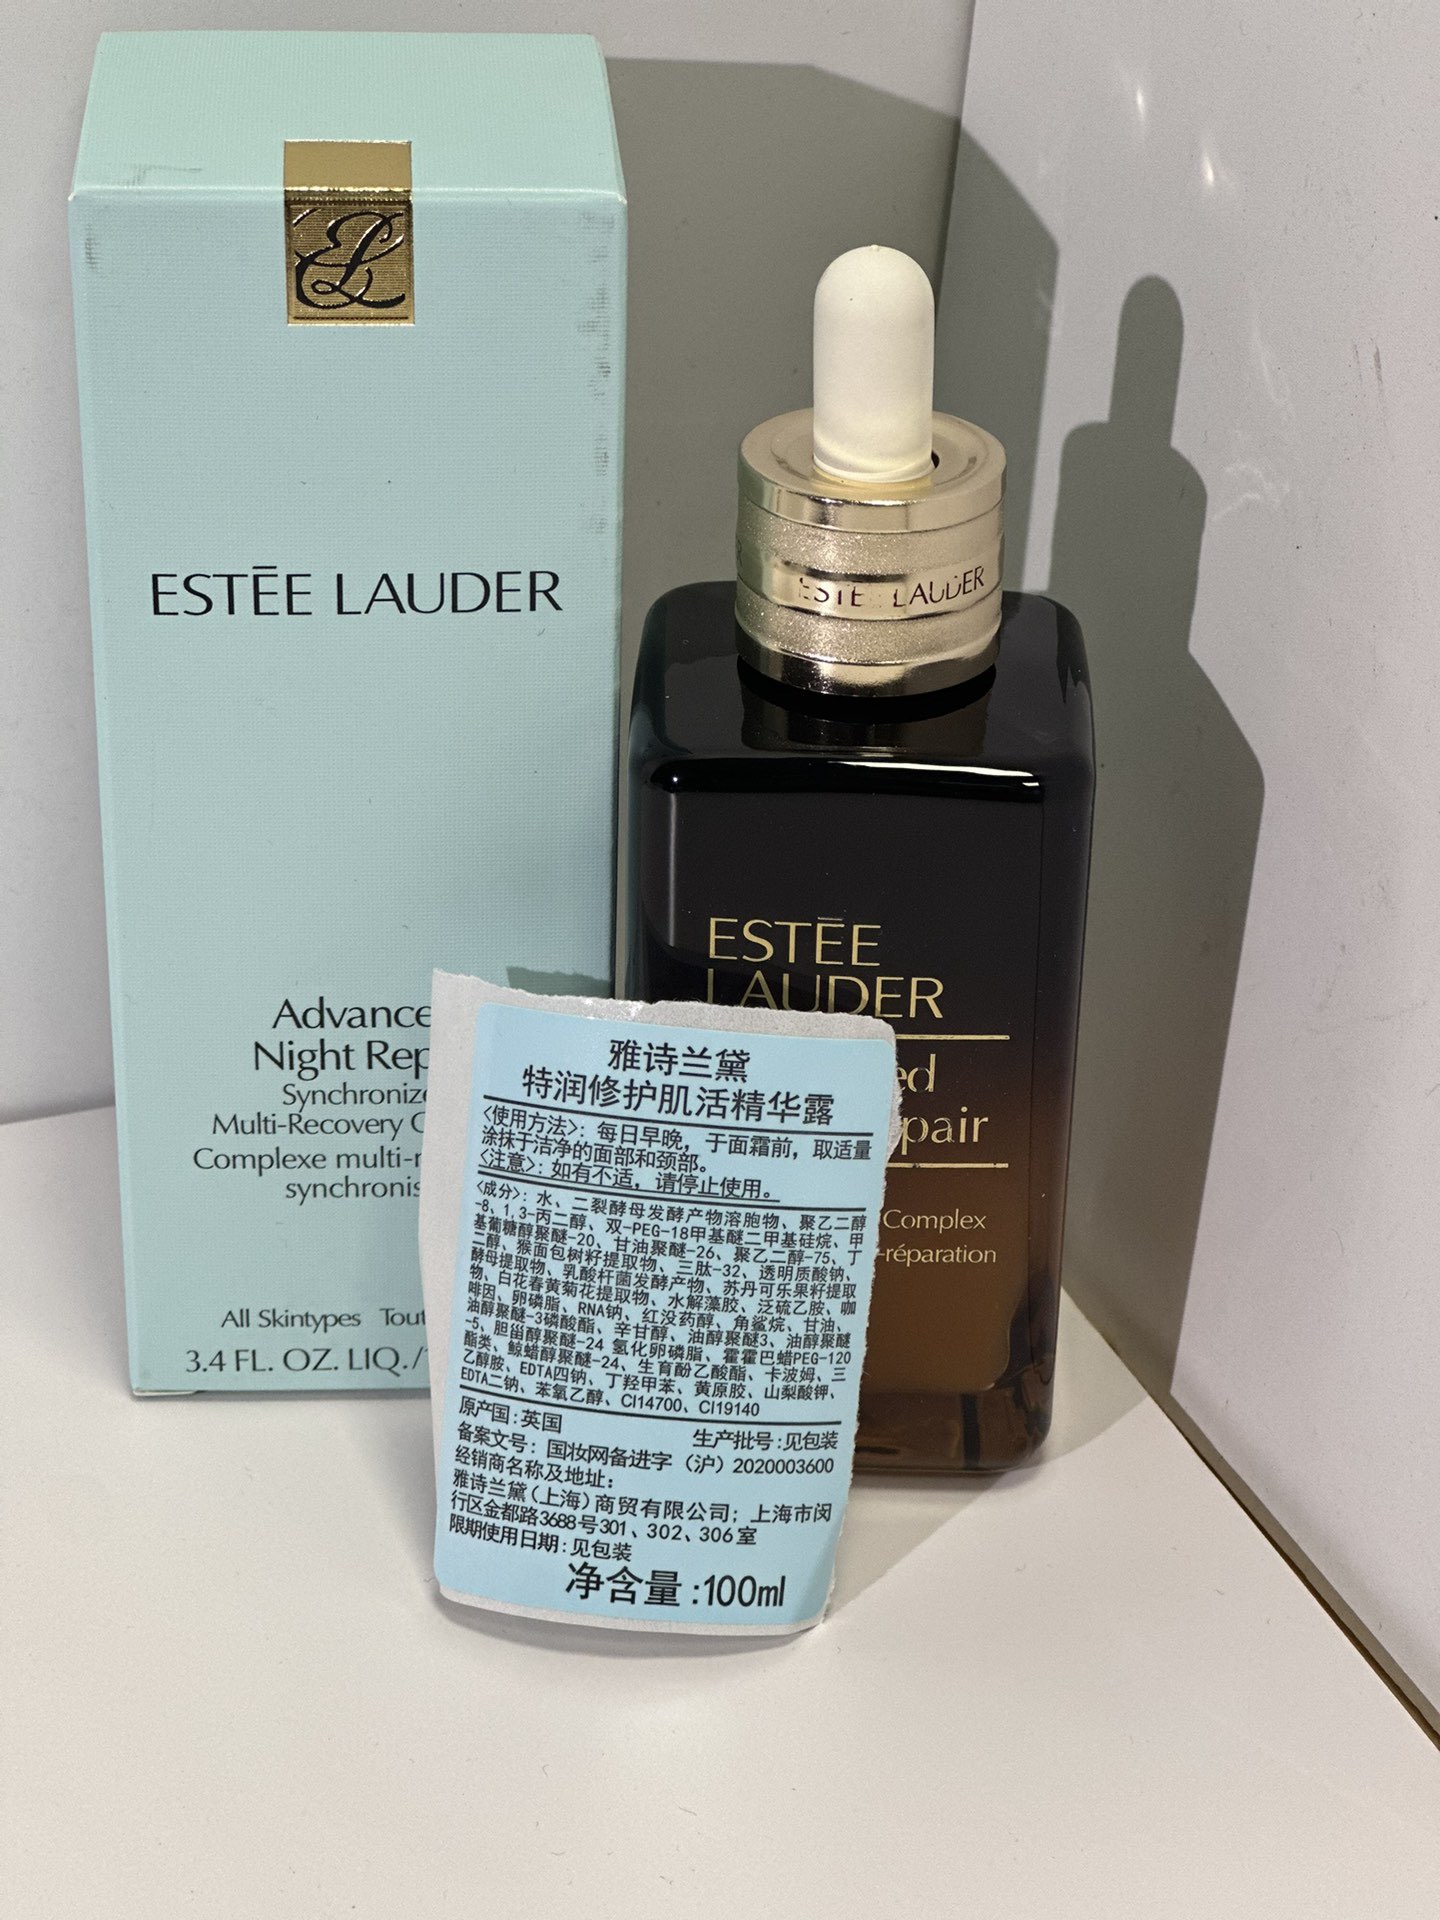 ESTĒE LAUDER
Advance
Night Rep
Synchronize
Multi-Recovery C
Complexe multi-r
synchronis
All Skintypes Tout
3.4 FL. OZ. LIQ./
ESTĒE LAUDER
ESTĒE
LAUDER
ed
pair
Complex
-réparation
雅诗兰黛
特润修护肌活精华露
<使用方法>: 每日早晚, 于面霜前, 取适量
涂抹于洁净的面部和颈部。
<注意>: 如有不适, 请停止使用。
<成分>: 水、二裂酵母发酵产物溶胞物、聚乙二醇
-8、1,3-丙二醇、双-PEG-18甲基醚二甲基硅烷、甲
基葡糖醇聚醚-20、甘油聚醚-26、聚乙二醇-75、丁
二醇、猴面包树籽提取物、三肽-32、透明质酸钠、
酵母提取物、乳酸杆菌发酵产物、苏丹可乐果籽提取
物、白花春黄菊花提取物、水解藻胶、泛硫乙胺、咖
啡因、卵磷脂、RNA钠、红没药醇、角鲨烷、甘油、
油醇聚醚-3磷酸酯、辛甘醇、油醇聚醚3、油醇聚醚
-5、胆甾醇聚醚-24 氢化卵磷脂、霍霍巴蜡PEG-120
酯类、鲸蜡醇聚醚-24、生育酚乙酸酯、卡波姆、三
乙醇胺、EDTA四钠、丁羟甲苯、黄原胶、山梨酸钾、
EDTA二钠、苯氧乙醇、CI14700、CI19140
原产国:英国 生产批号:见包装
备案文号: 国妆网备进字 (沪) 2020003600
经销商名称及地址:
雅诗兰黛(上海)商贸有限公司; 上海市闵
行区金都路3688号301、302、306室
限期使用日期:见包装
净含量:100ml